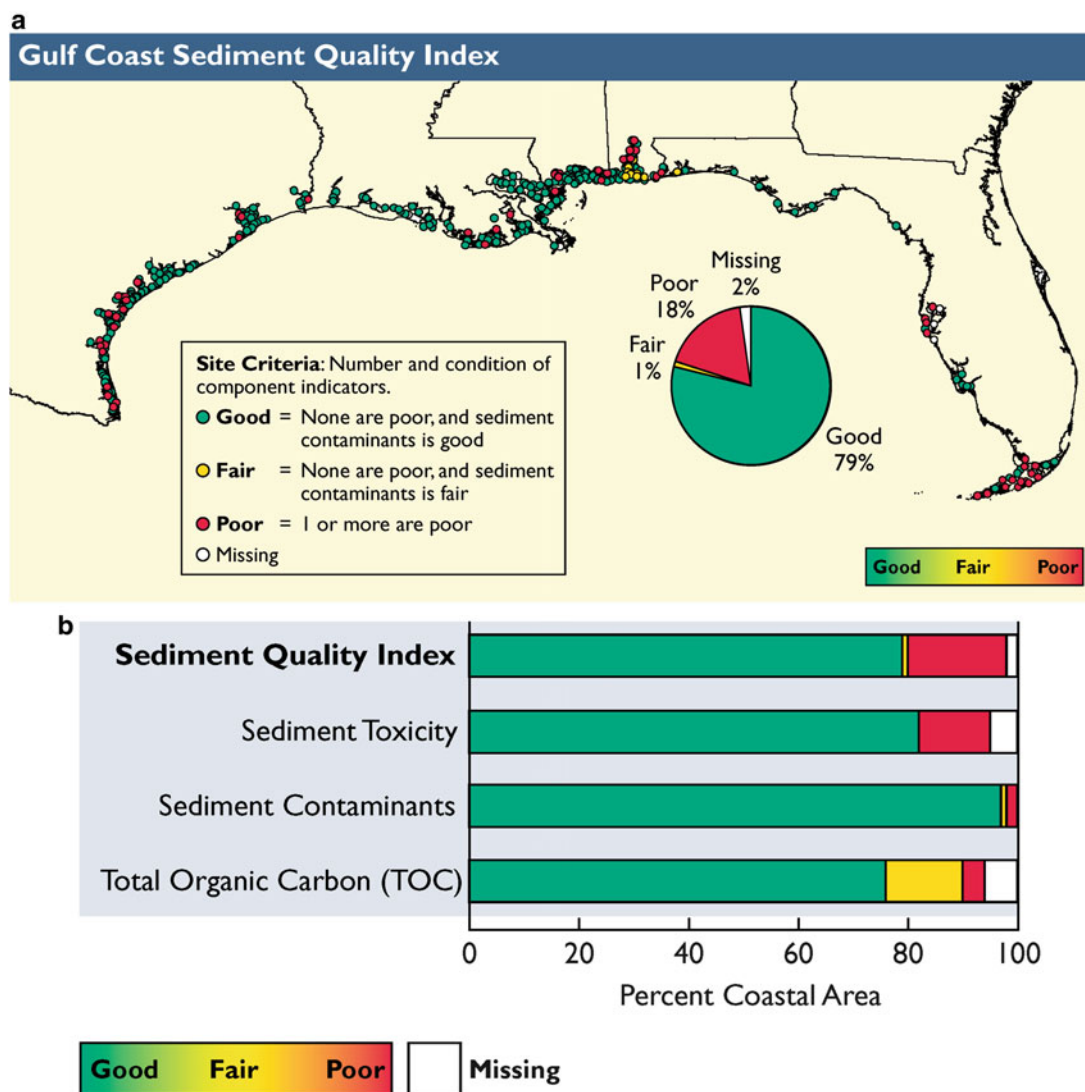 a
Gulf Coast Sediment Quality Index
Missing
2%
Poor
18%
Fair
1%
Good
79%
Site Criteria: Number and condition of
component indicators.
Good = None are poor, and sediment
contaminants is good
Fair = None are poor, and sediment
contaminants is fair
Poor = 1 or more are poor
Missing
Good Fair Poor
b
Sediment Quality Index
Sediment Toxicity
Sediment Contaminants
Total Organic Carbon (TOC)
0 20 40 60 80 100
Percent Coastal Area
Good Fair Poor Missing